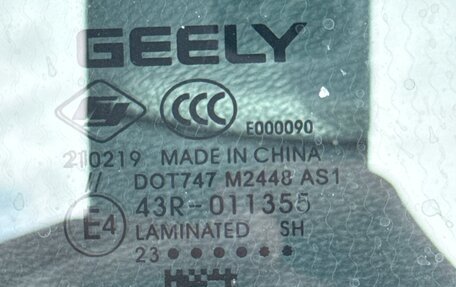 GEELY
CCC
E000090
210219 MADE IN CHINA
// DOT747 M2448 AS1
E4 43R-011355
LAMINATED SH
23 ● ● ● ● ● ●